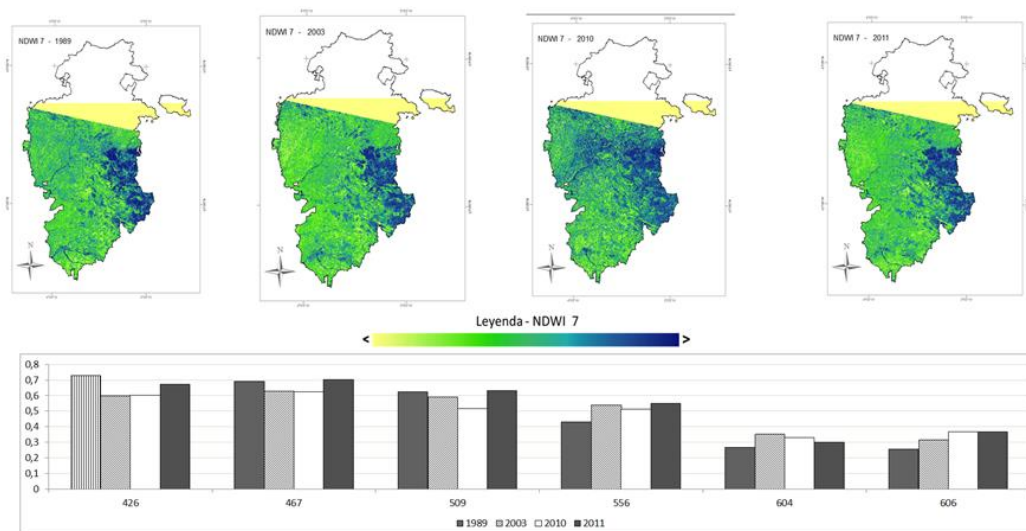 NDWI 7 - 1989
NDWI 7 - 2003
NDWI 7 - 2010
NDWI 7 - 2011
N
N
N
N
Leyenda - NDWI 7
< >
0,8
0,7
0,6
0,5
0,4
0,3
0,2
0,1
0
426 467 509 556 604 606
1989 2003 2010 2011